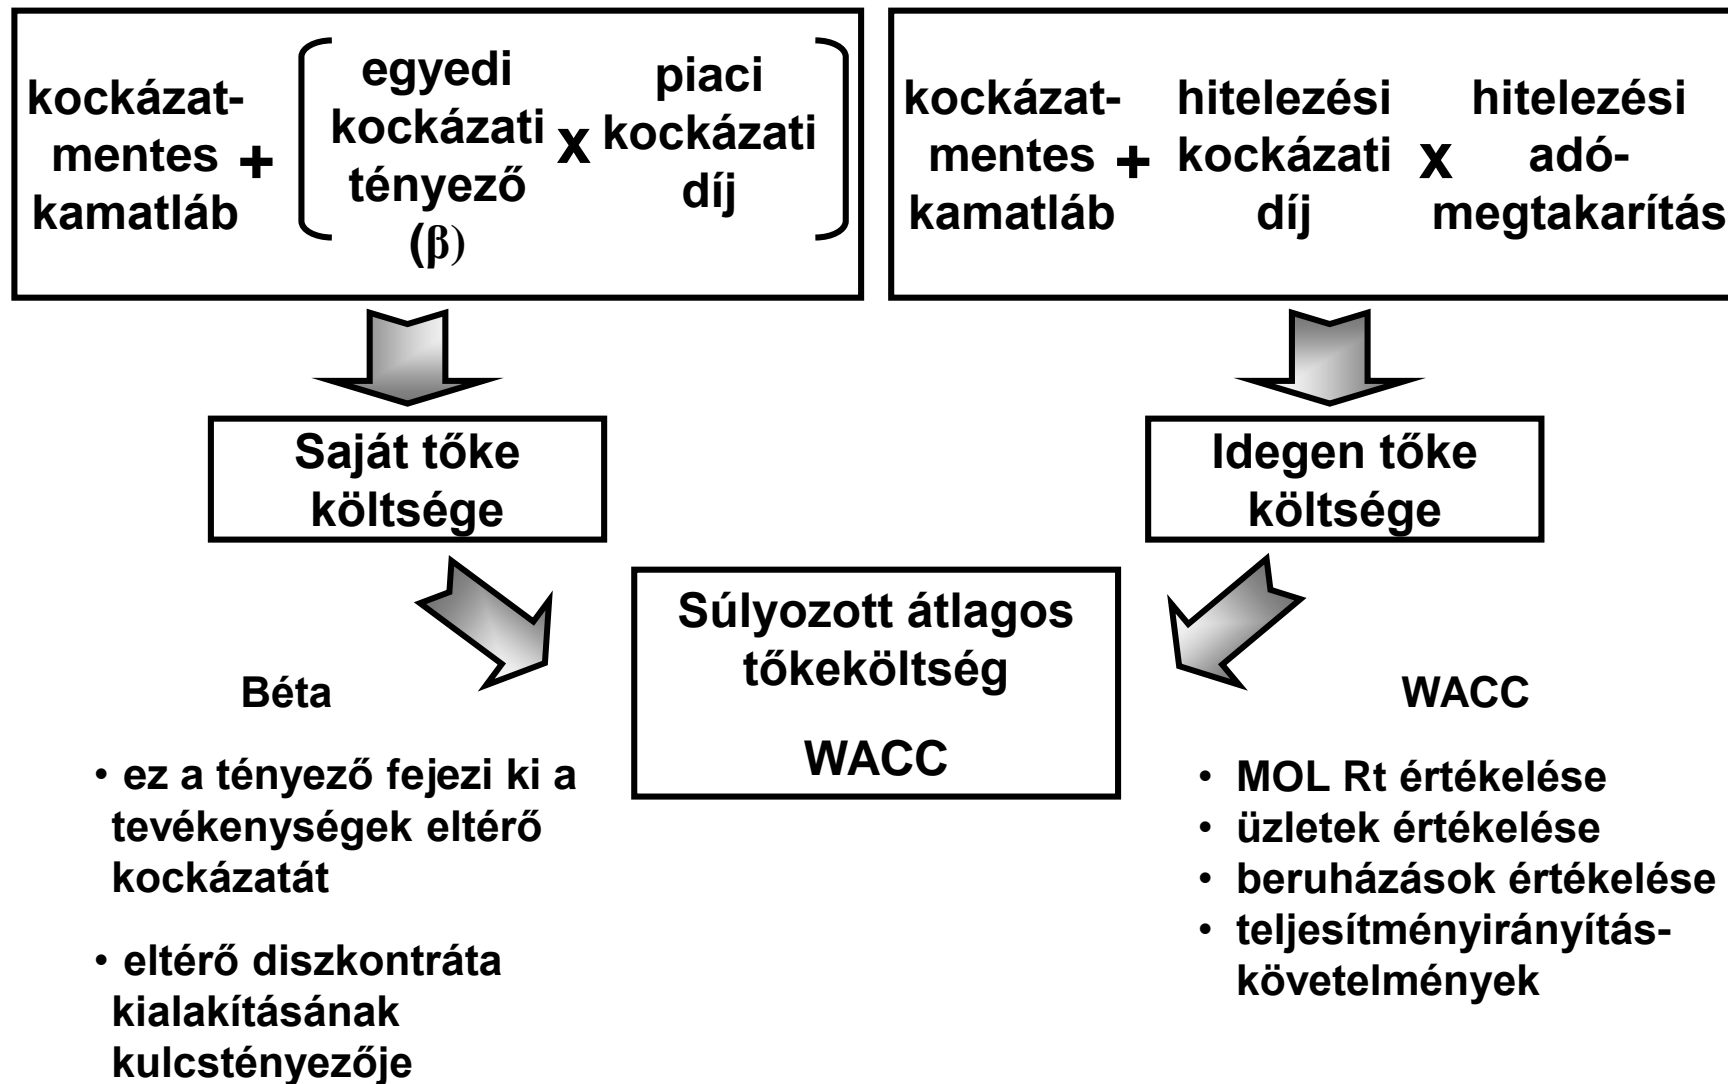 kockázat-
mentes
kamatláb
+
egyedi
kockázati
tényező
(β)
x
piaci
kockázati
díj
kockázat-
mentes
kamatláb
+
hitelezési
kockázati
díj
x
hitelezési
adó-
megtakarítás
Saját tőke
költsége
Idegen tőke
költsége
Súlyozott átlagos
tőkeköltség
WACC
Béta
• ez a tényező fejezi ki a
tevékenységek eltérő
kockázatát
• eltérő diszkontráta
kialakításának
kulcstényezője
WACC
• MOL Rt értékelése
• üzletek értékelése
• beruházások értékelése
• teljesítményirányítás-
követelmények